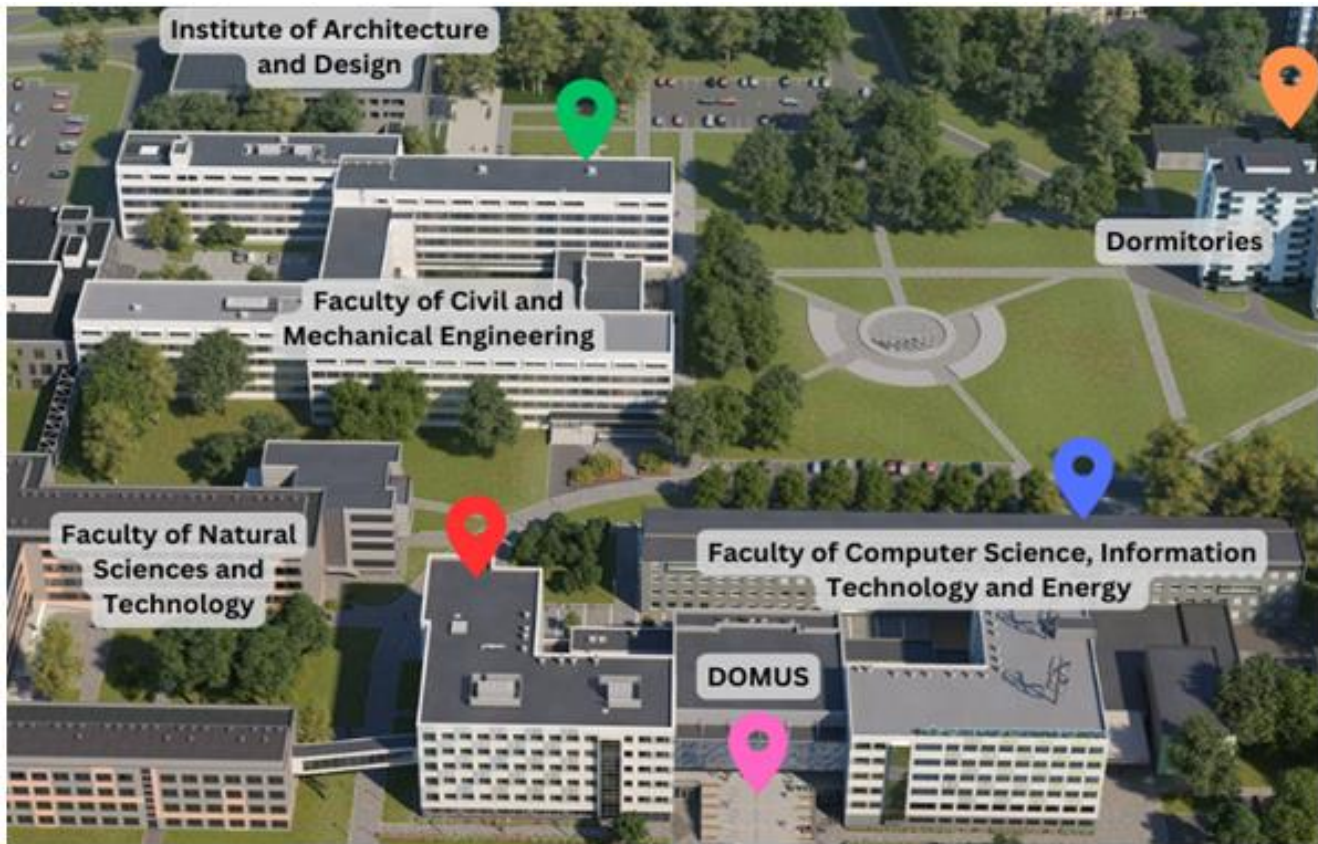 Institute of Architecture
and Design
Dormitories
Faculty of Civil and
Mechanical Engineering
Faculty of Natural
Sciences and
Technology
Faculty of Computer Science, Information
Technology and Energy
DOMUS